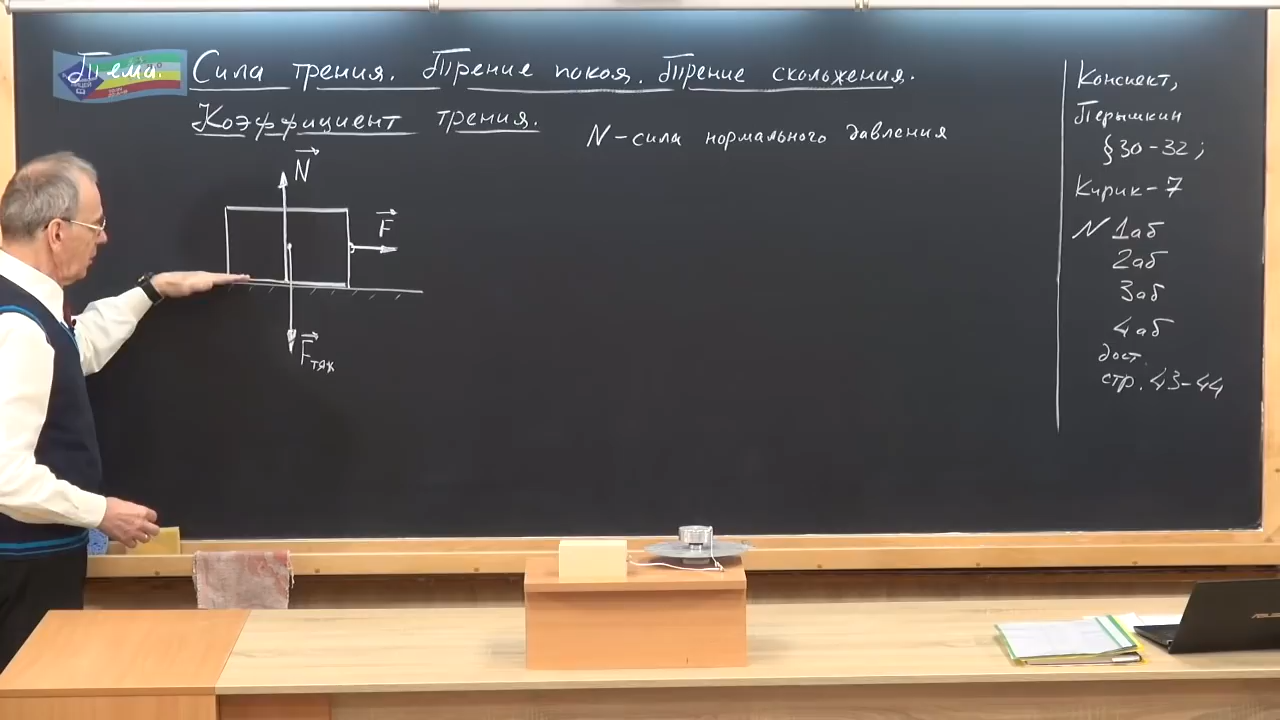 Тема. Сила трения. Трение покоя. Трение скольжения.
Коэффициент трения.
N - сила нормального давления
N
F
Fтяж
Конспект,
Перышкин
§30-32;
Кирик-7
N 1аб
2аб
3аб
4аб
дост.
стр. 43-44
ASUS